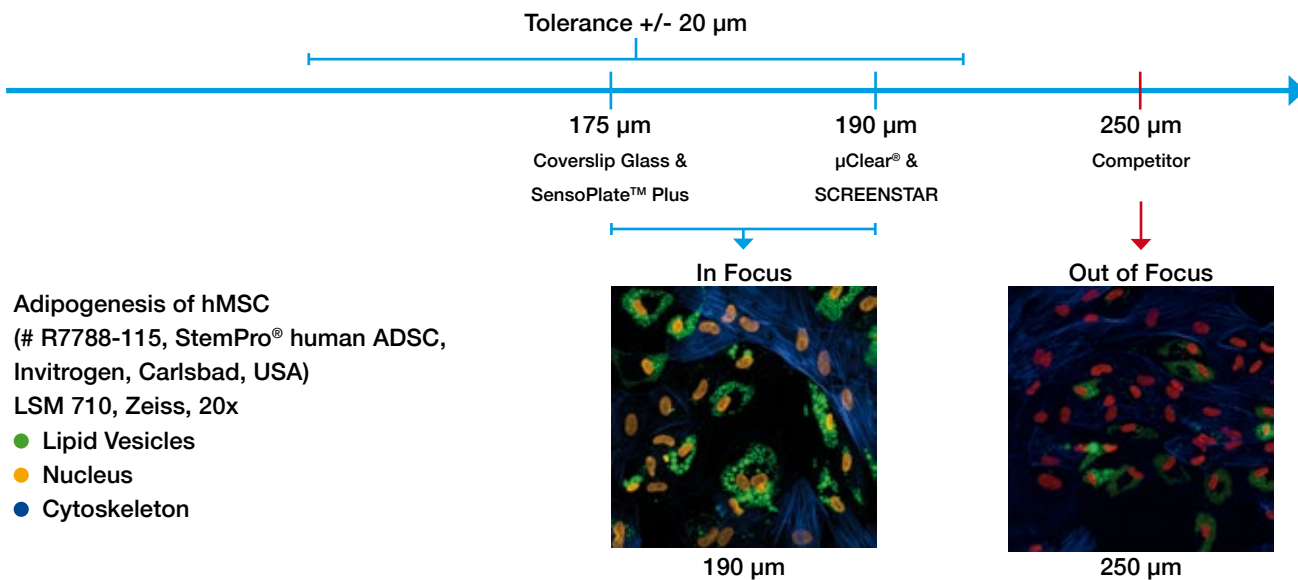 Tolerance +/- 20 µm
175 µm
Coverslip Glass &
SensoPlate™ Plus
190 µm
µClear® &
SCREENSTAR
250 µm
Competitor
In Focus
Out of Focus
Adipogenesis of hMSC
(# R7788-115, StemPro® human ADSC,
Invitrogen, Carlsbad, USA)
LSM 710, Zeiss, 20x
Lipid Vesicles
Nucleus
Cytoskeleton
190 µm
250 µm